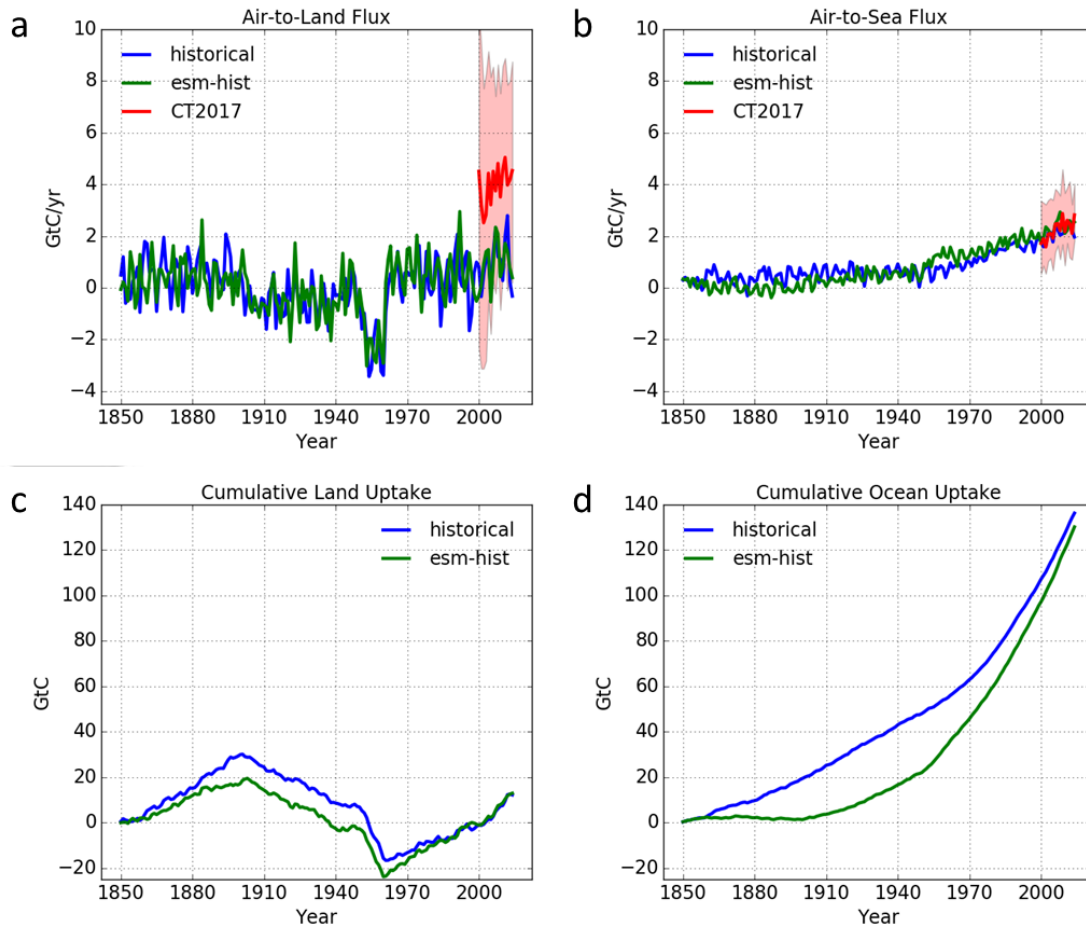 a
Air-to-Land Flux
10
8
6
4
2
0
−2
−4
GtC/yr
historical
esm-hist
CT2017
1850 1880 1910 1940 1970 2000
Year
b
Air-to-Sea Flux
10
8
6
4
2
0
−2
−4
GtC/yr
historical
esm-hist
CT2017
1850 1880 1910 1940 1970 2000
Year
c
Cumulative Land Uptake
140
120
100
80
60
40
20
0
−20
GtC
historical
esm-hist
1850 1880 1910 1940 1970 2000
Year
d
Cumulative Ocean Uptake
140
120
100
80
60
40
20
0
−20
GtC
historical
esm-hist
1850 1880 1910 1940 1970 2000
Year